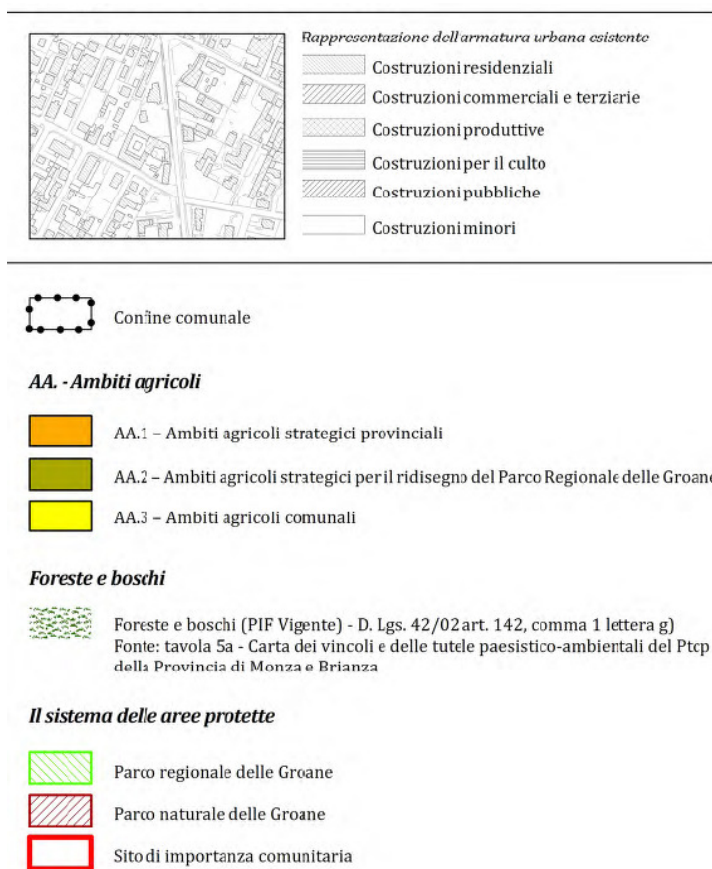 Rappresentazione dell'armatura urbana esistente
Costruzioni residenziali
Costruzioni commerciali e terziarie
Costruzioni produttive
Costruzioni per il culto
Costruzioni pubbliche
Costruzioni minori
Confine comunale
AA. - Ambiti agricoli
AA.1 – Ambiti agricoli strategici provinciali
AA.2 – Ambiti agricoli strategici per il ridisegno del Parco Regionale delle Groane
AA.3 – Ambiti agricoli comunali
Foreste e boschi
Foreste e boschi (PIF Vigente) - D. Lgs. 42/02 art. 142, comma 1 lettera g)
Fonte: tavola 5a - Carta dei vincoli e delle tutele paesistico-ambientali del Ptcp
della Provincia di Monza e Brianza
Il sistema delle aree protette
Parco regionale delle Groane
Parco naturale delle Groane
Sito di importanza comunitaria